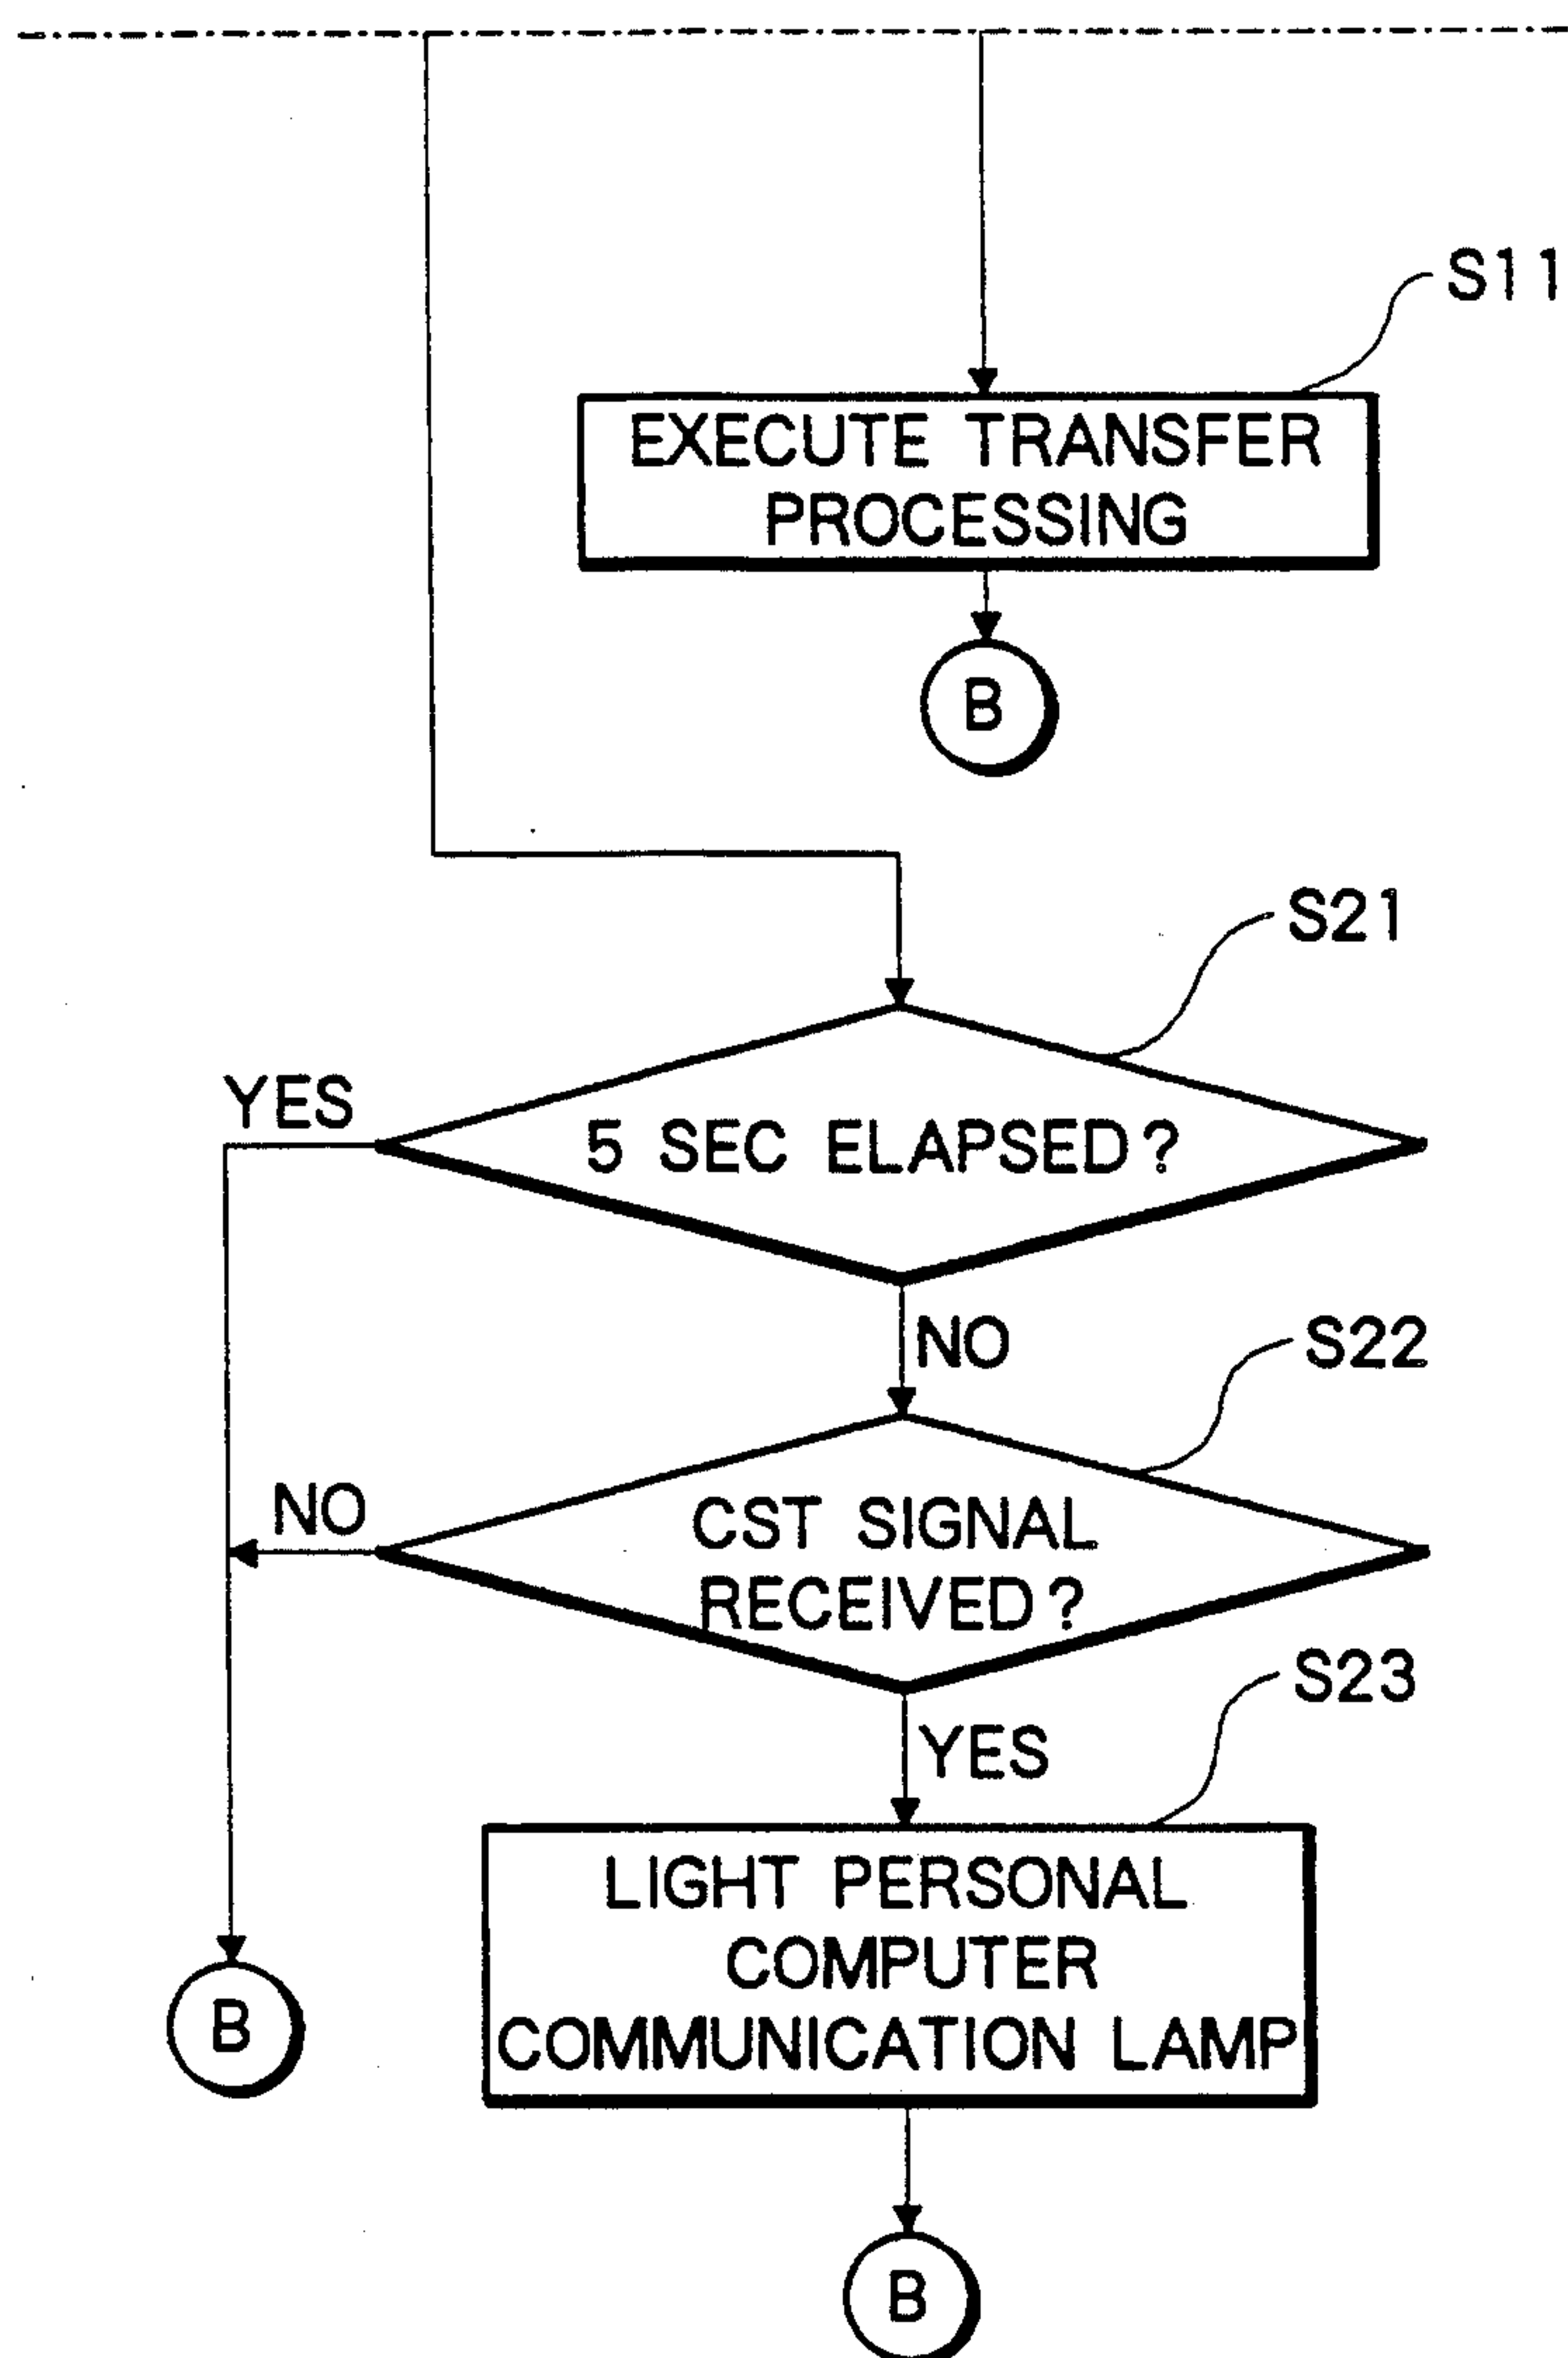 S11
EXECUTE TRANSFER
PROCESSING
B
S21
YES
5 SEC ELAPSED?
NO
S22
NO
CST SIGNAL
RECEIVED?
S23
YES
LIGHT PERSONAL
COMPUTER
COMMUNICATION LAMP
B
B